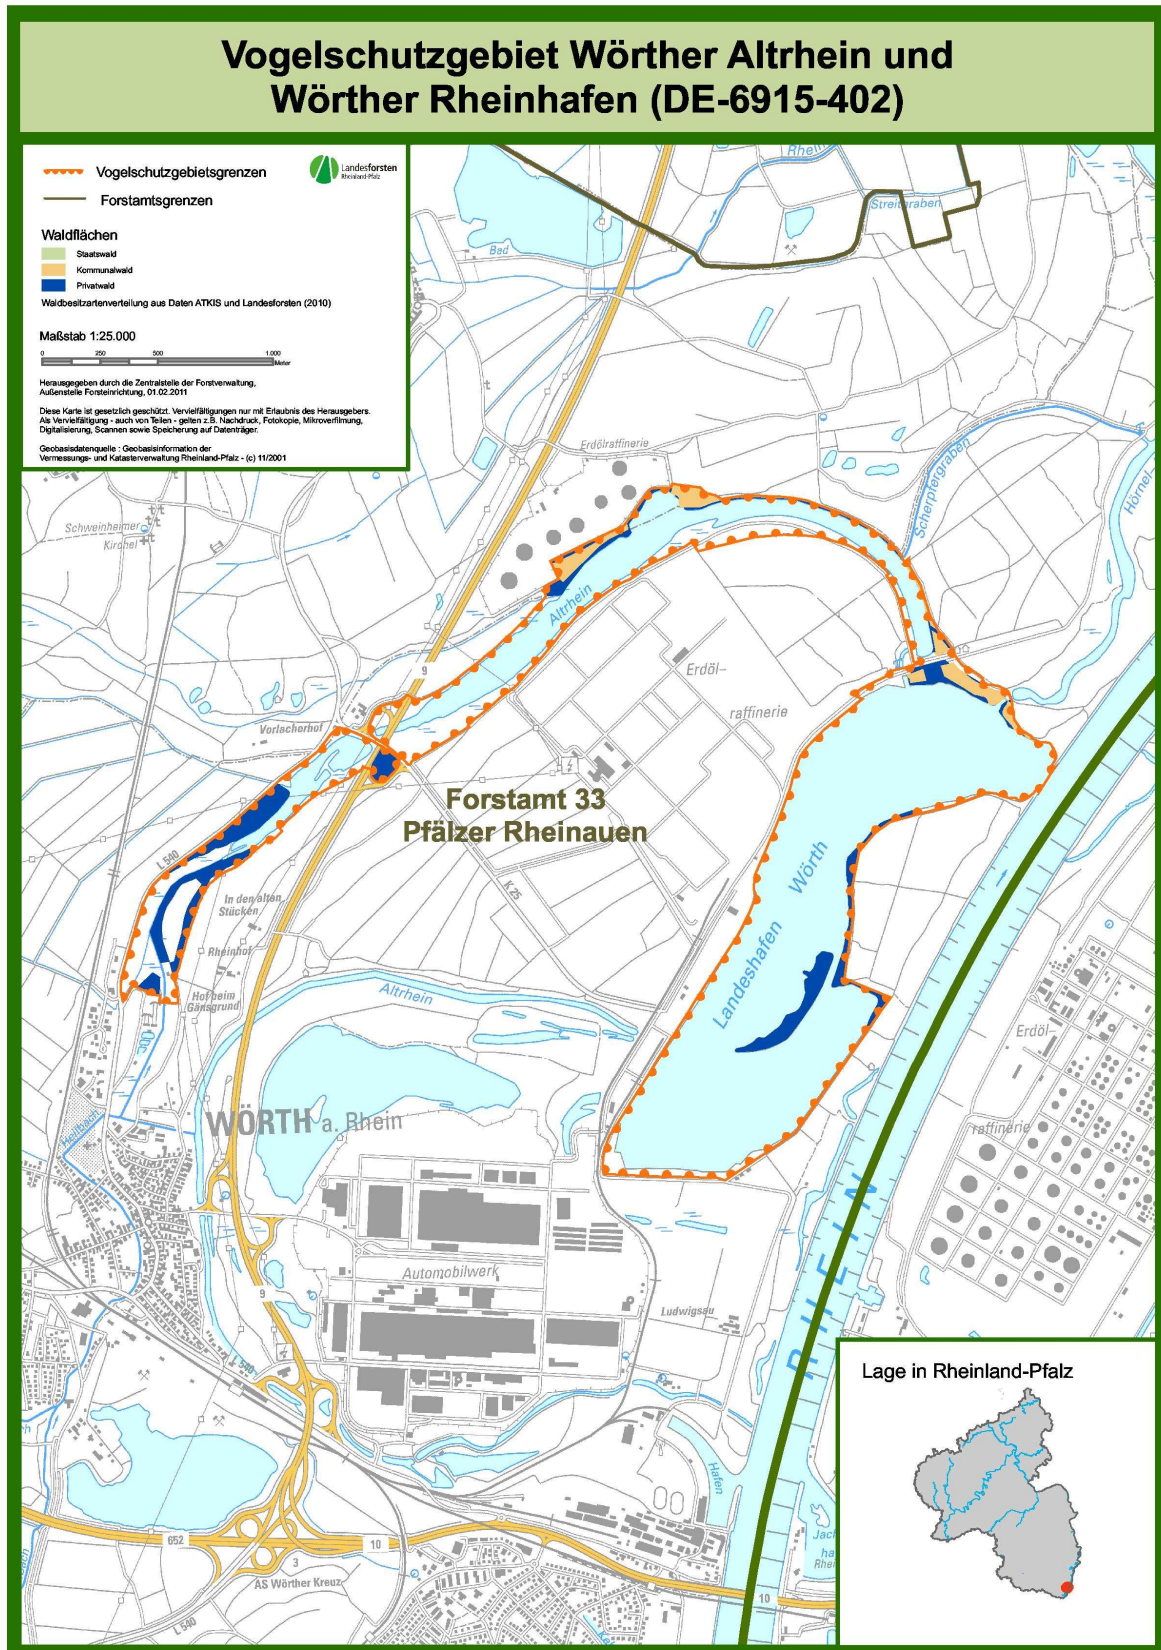 Vogelschutzgebiet Wörther Altrhein und
Wörther Rheinhafen (DE-6915-402)
Vogelschutzgebietsgrenzen
Landesforsten
Rheinland-Pfalz
Forstamtsgrenzen
Waldflächen
Staatswald
Kommunalwald
Privatwald
Waldbesitzartenverteilung aus Daten ATKIS und Landesforsten (2010)
Maßstab 1:25.000
0 250 500 1.000
Meter
Herausgegeben durch die Zentralstelle der Forstverwaltung,
Außenstelle Forsteinrichtung, 01.02.2011
Diese Karte ist gesetzlich geschützt. Vervielfältigungen nur mit Erlaubnis des Herausgebers.
Als Vervielfältigung - auch von Teilen - gelten z.B. Nachdruck, Fotokopie, Mikroverfilmung,
Digitalisierung, Scannen sowie Speicherung auf Datenträger.
Geobasisdatenquelle : Geobasisinformation der
Vermessungs- und Katasterverwaltung Rheinland-Pfalz - (c) 11/2001
Rhein
Streitgraben
Bad
Erdölraffinerie
Scherpfergraben
Hörnel-
Schweinheimer
Kirchel
Altrhein
9
Erdöl-
raffinerie
Vorlacherhof
Forstamt 33
Pfälzer Rheinauen
L 540
K 25
In den alten
Stücken
Rheinhof
Hof beim
Gänsgrund
Landeshafen Wörth
Altrhein
Erdöl-
raffinerie
WÖRTH a. Rhein
Heilbach
RHEIN
Automobilwerk
9
Ludwigsau
L 540
Hafen
652
10
3
AS Wörther Kreuz
L 540
10
Lage in Rheinland-Pfalz